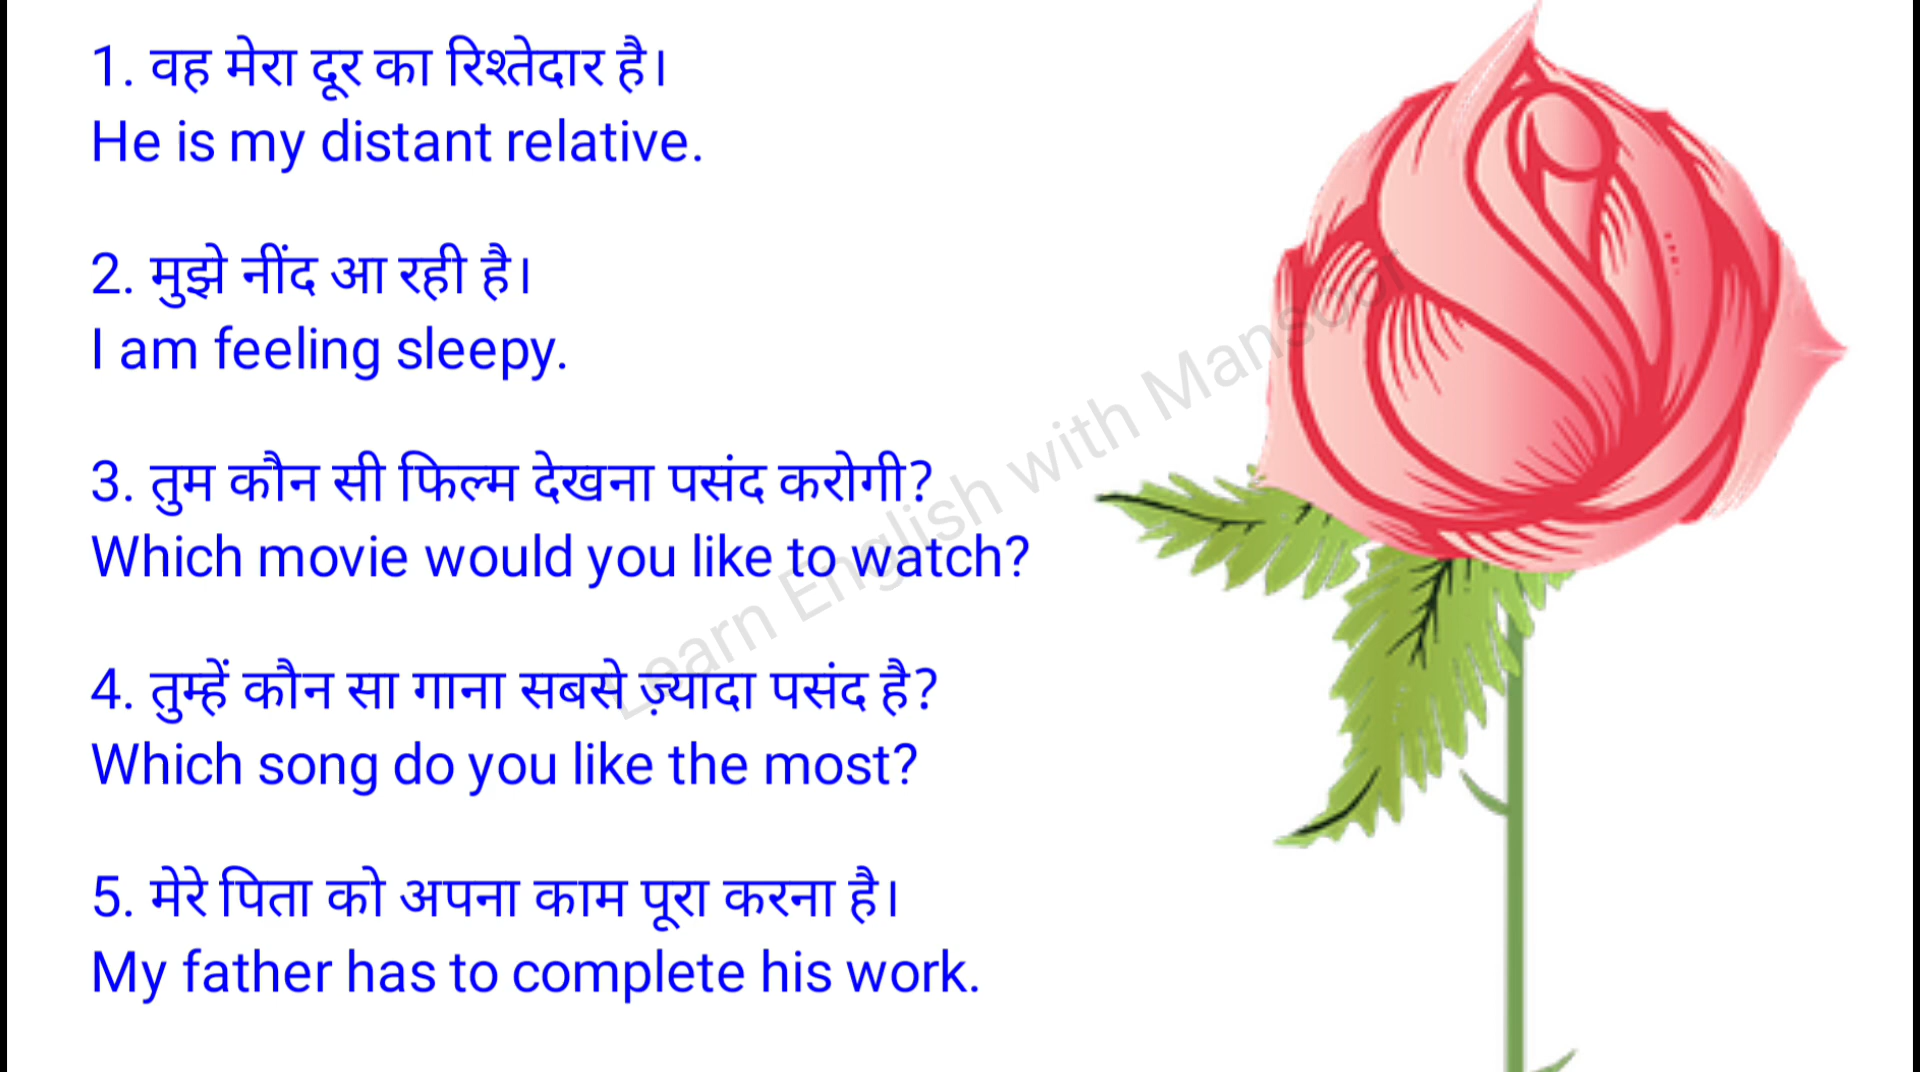 1. वह मेरा दूर का रिश्तेदार है।
He is my distant relative.
2. मुझे नींद आ रही है।
I am feeling sleepy.
3. तुम कौन सी फिल्म देखना पसंद करोगी?
Which movie would you like to watch?
4. तुम्हें कौन सा गाना सबसे ज़्यादा पसंद है?
Which song do you like the most?
5. मेरे पिता को अपना काम पूरा करना है।
My father has to complete his work.
Learn English with Mansoul